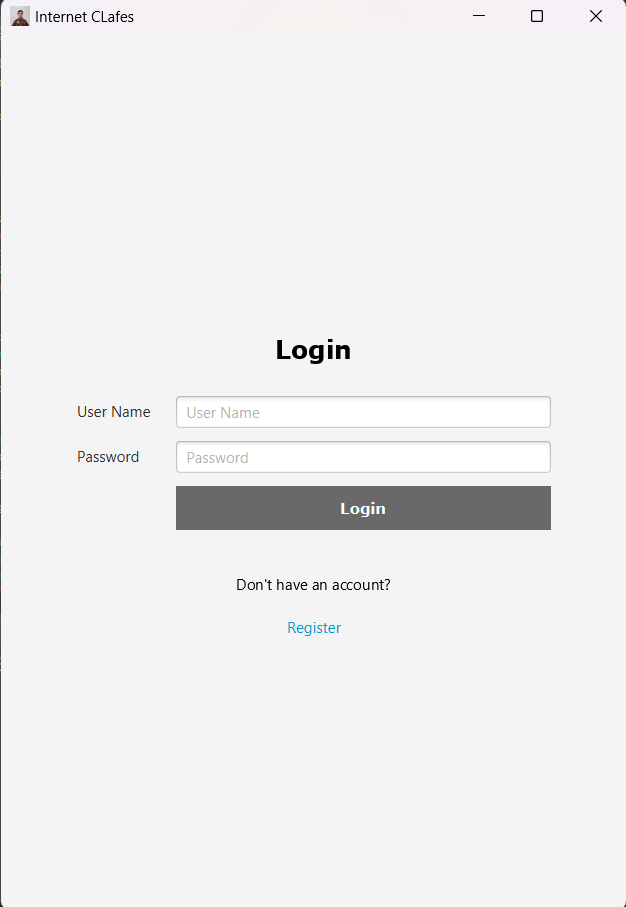 Internet CLafes
Login
User Name User Name
Password Password
Login
Don't have an account?
Register